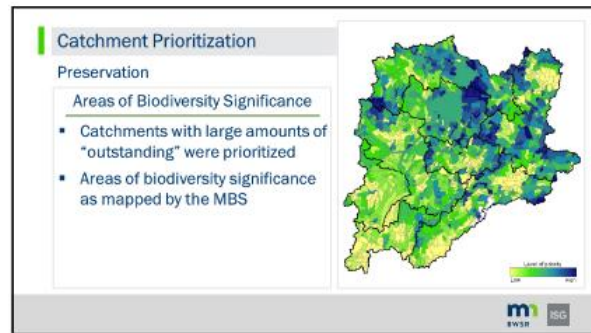 Catchment Prioritization
Preservation
Areas of Biodiversity Significance
▪ Catchments with large amounts of
"outstanding" were prioritized
▪ Areas of biodiversity significance
as mapped by the MBS
Level of priority
Low High
mn
BWSR
ISG